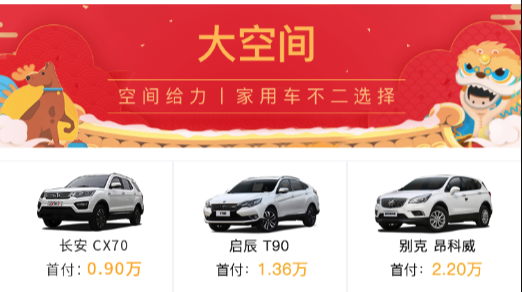 大空间
空间给力丨家用车不二选择
长安 CX70
启辰 T90
别克 昂科威
首付：0.90万
首付：1.36万
首付：2.20万